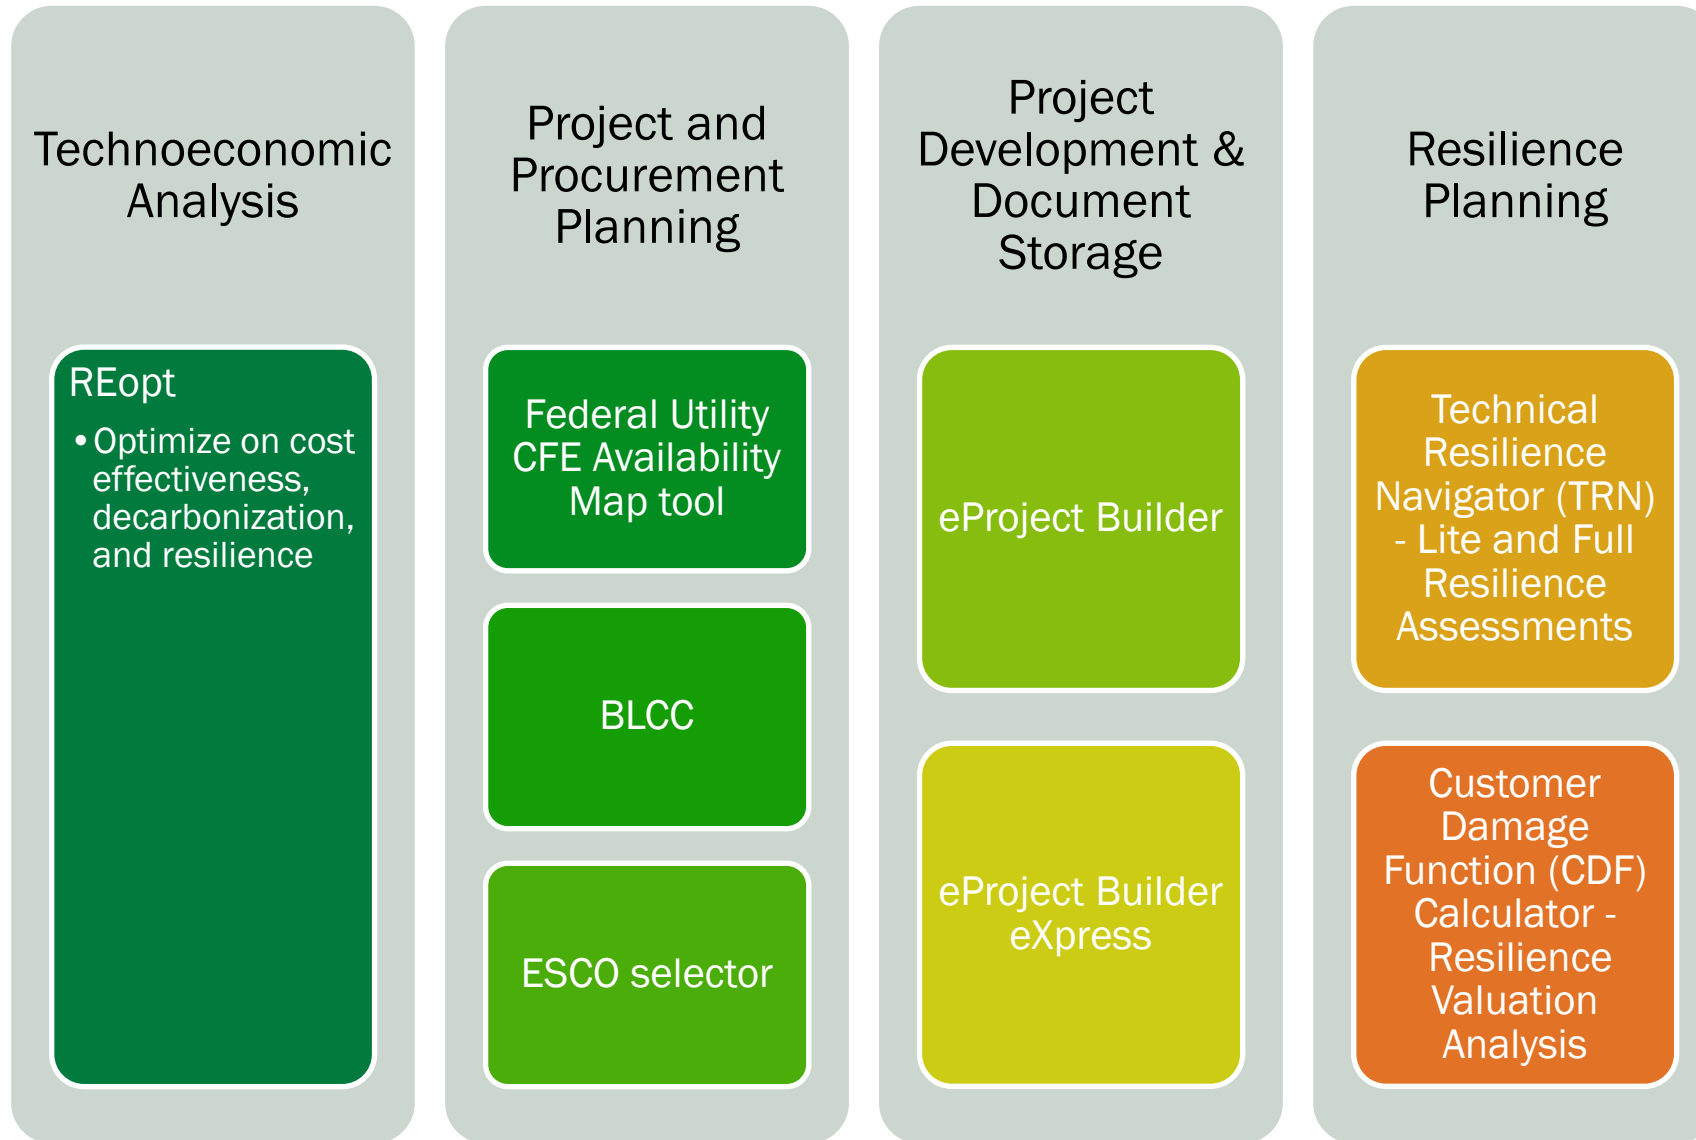 Technoeconomic
Analysis
REopt
•Optimize on cost
effectiveness,
decarbonization,
and resilience
Project and
Procurement
Planning
Federal Utility
CFE Availability
Map tool
BLCC
ESCO selector
Project
Development &
Document
Storage
eProject Builder
eProject Builder
eXpress
Resilience
Planning
Technical
Resilience
Navigator (TRN)
- Lite and Full
Resilience
Assessments
Customer
Damage
Function (CDF)
Calculator -
Resilience
Valuation
Analysis